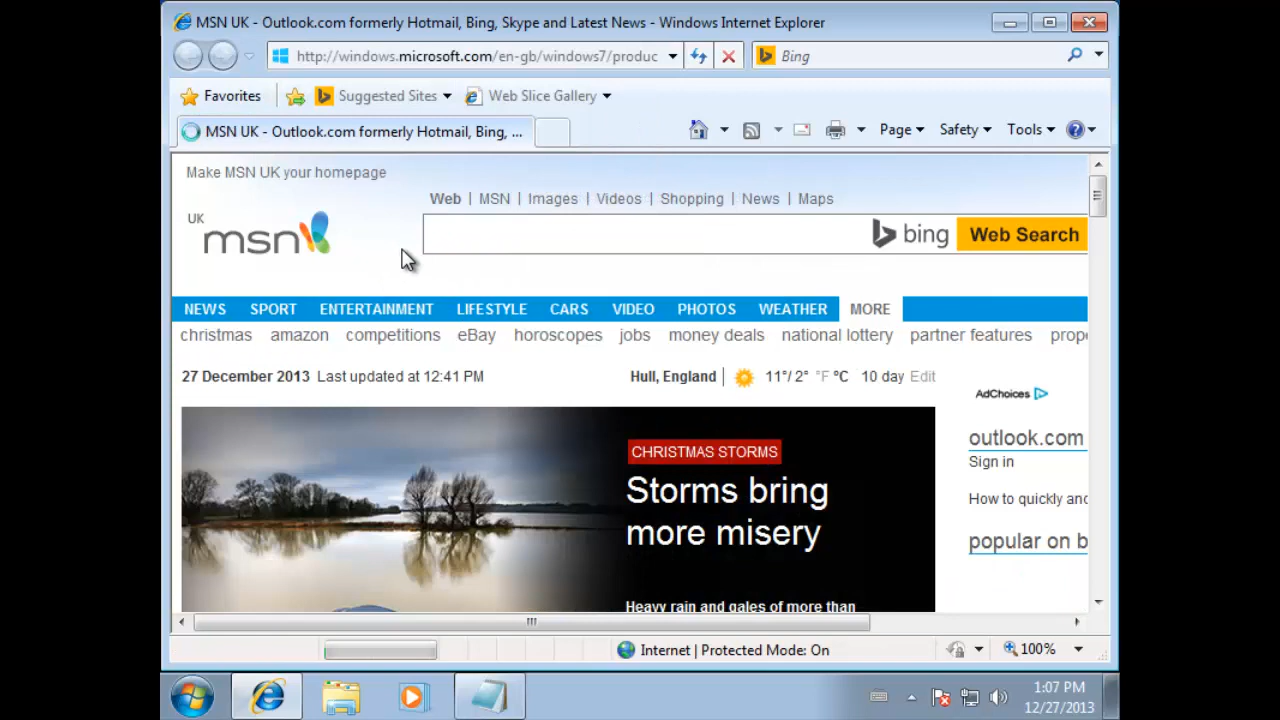 MSN UK - Outlook.com formerly Hotmail, Bing, Skype and Latest News - Windows Internet Explorer
http://windows.microsoft.com/en-gb/windows7/produc
Bing
Favorites Suggested Sites Web Slice Gallery
MSN UK - Outlook.com formerly Hotmail, Bing, ...
Page Safety Tools
Make MSN UK your homepage
Web | MSN | Images | Videos | Shopping | News | Maps
UK
msn
bing Web Search
NEWS SPORT ENTERTAINMENT LIFESTYLE CARS VIDEO PHOTOS WEATHER MORE
christmas amazon competitions eBay horoscopes jobs money deals national lottery partner features prope
27 December 2013 Last updated at 12:41 PM Hull, England | 11°/ 2° °F °C 10 day Edit
AdChoices
outlook.com
Sign in
How to quickly and
popular on b
CHRISTMAS STORMS
Storms bring
more misery
Heavy rain and gales of more than
Internet | Protected Mode: On 100%
1:07 PM
12/27/2013